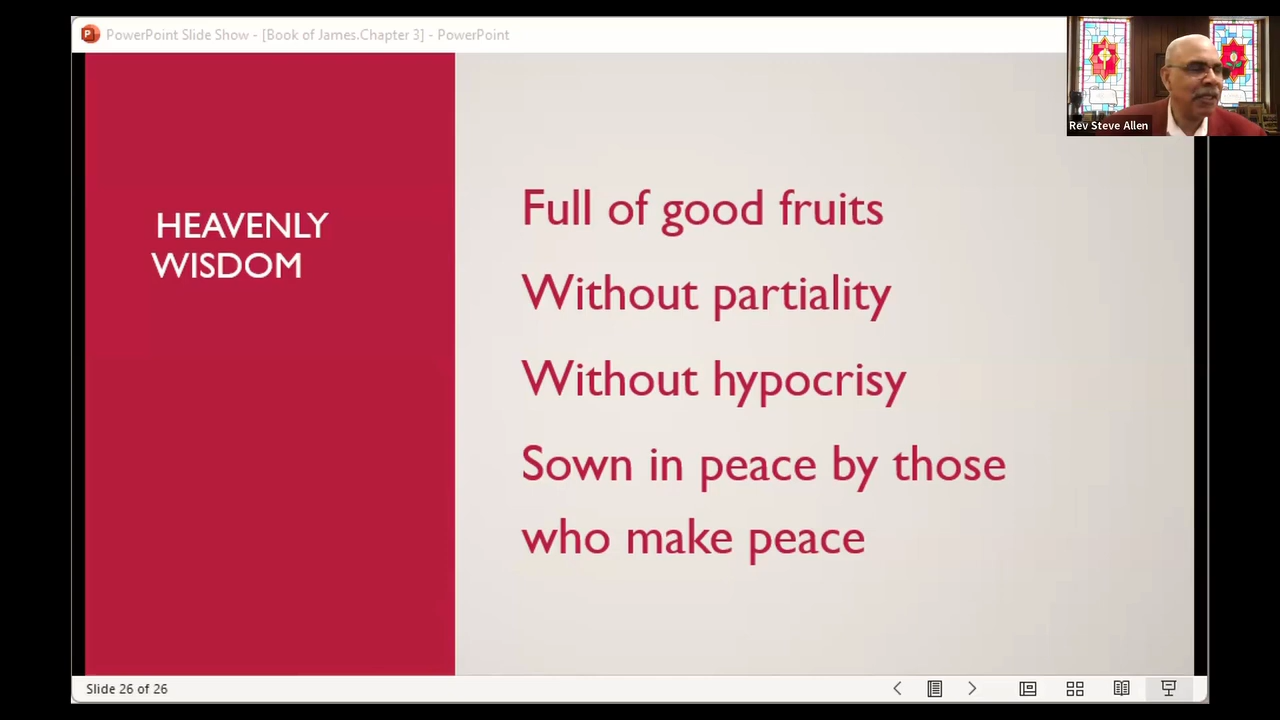 PowerPoint Slide Show - [Book of James.Chapter 3] - PowerPoint
Rev Steve Allen
HEAVENLY
WISDOM
Full of good fruits
Without partiality
Without hypocrisy
Sown in peace by those
who make peace
Slide 26 of 26